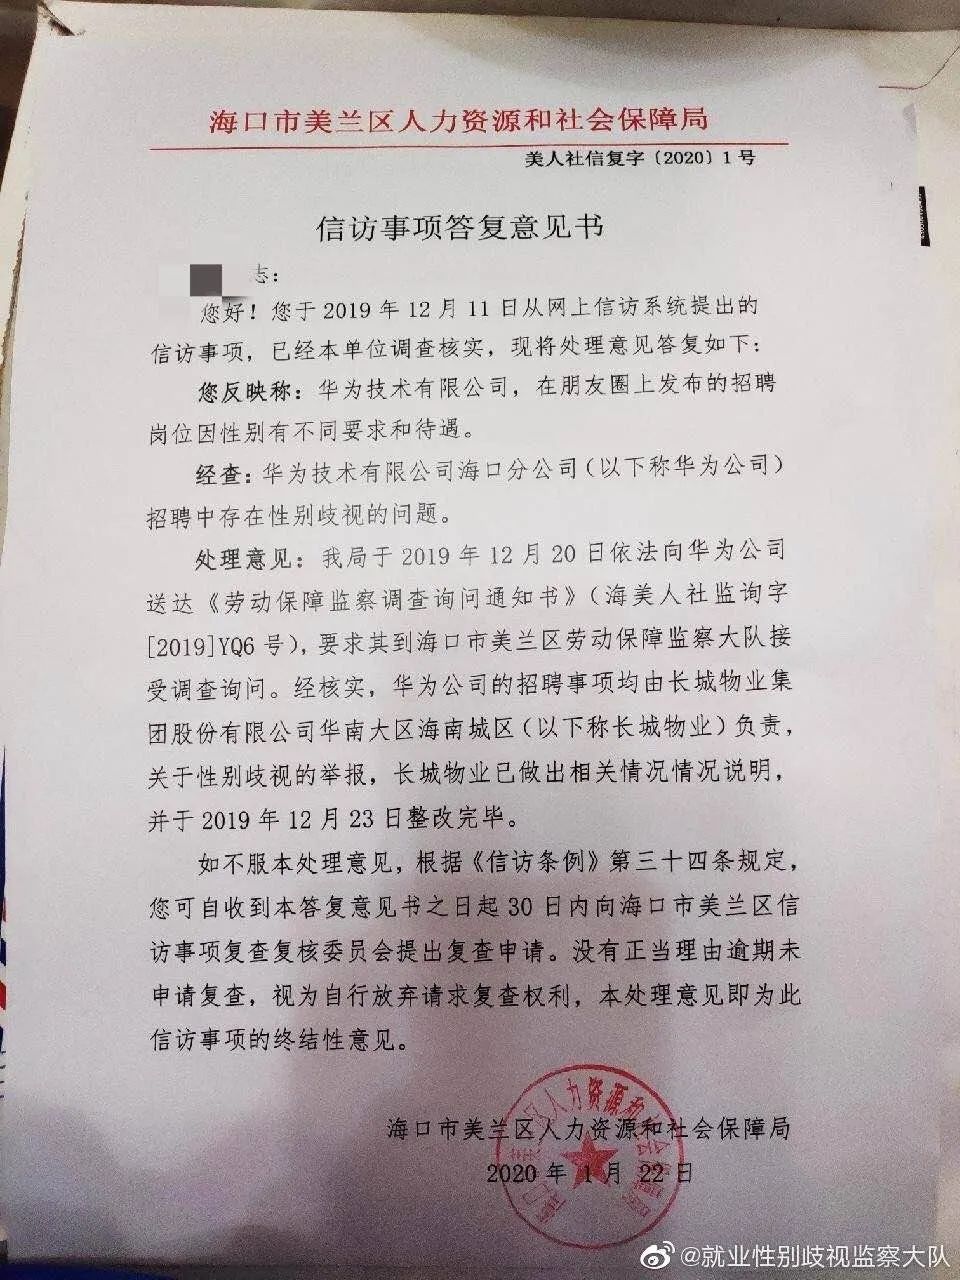 海口市美兰区人力资源和社会保障局
美人社信复字〔2020〕1号
信访事项答复意见书
志：
您好！您于2019年12月11日从网上信访系统提出的
信访事项，已经本单位调查核实，现将处理意见答复如下：
您反映称：华为技术有限公司，在朋友圈上发布的招聘
岗位因性别有不同要求和待遇。
经查：华为技术有限公司海口分公司（以下称华为公司）
招聘中存在性别歧视的问题。
处理意见：我局于2019年12月20日依法向华为公司
送达《劳动保障监察调查询问通知书》（海美人社监询字
[2019]YQ6号），要求其到海口市美兰区劳动保障监察大队接
受调查询问。经核实，华为公司的招聘事项均由长城物业集
团股份有限公司华南大区海南城区（以下称长城物业）负责，
关于性别歧视的举报，长城物业已做出相关情况情况说明，
并于2019年12月23日整改完毕。
如不服本处理意见，根据《信访条例》第三十四条规定，
您可自收到本答复意见书之日起30日内向海口市美兰区信
访事项复查复核委员会提出复查申请。没有正当理由逾期未
申请复查，视为自行放弃请求复查权利，本处理意见即为此
信访事项的终结性意见。
海口市美兰区人力资源和社会保障局
2020年1月22日
@就业性别歧视监察大队